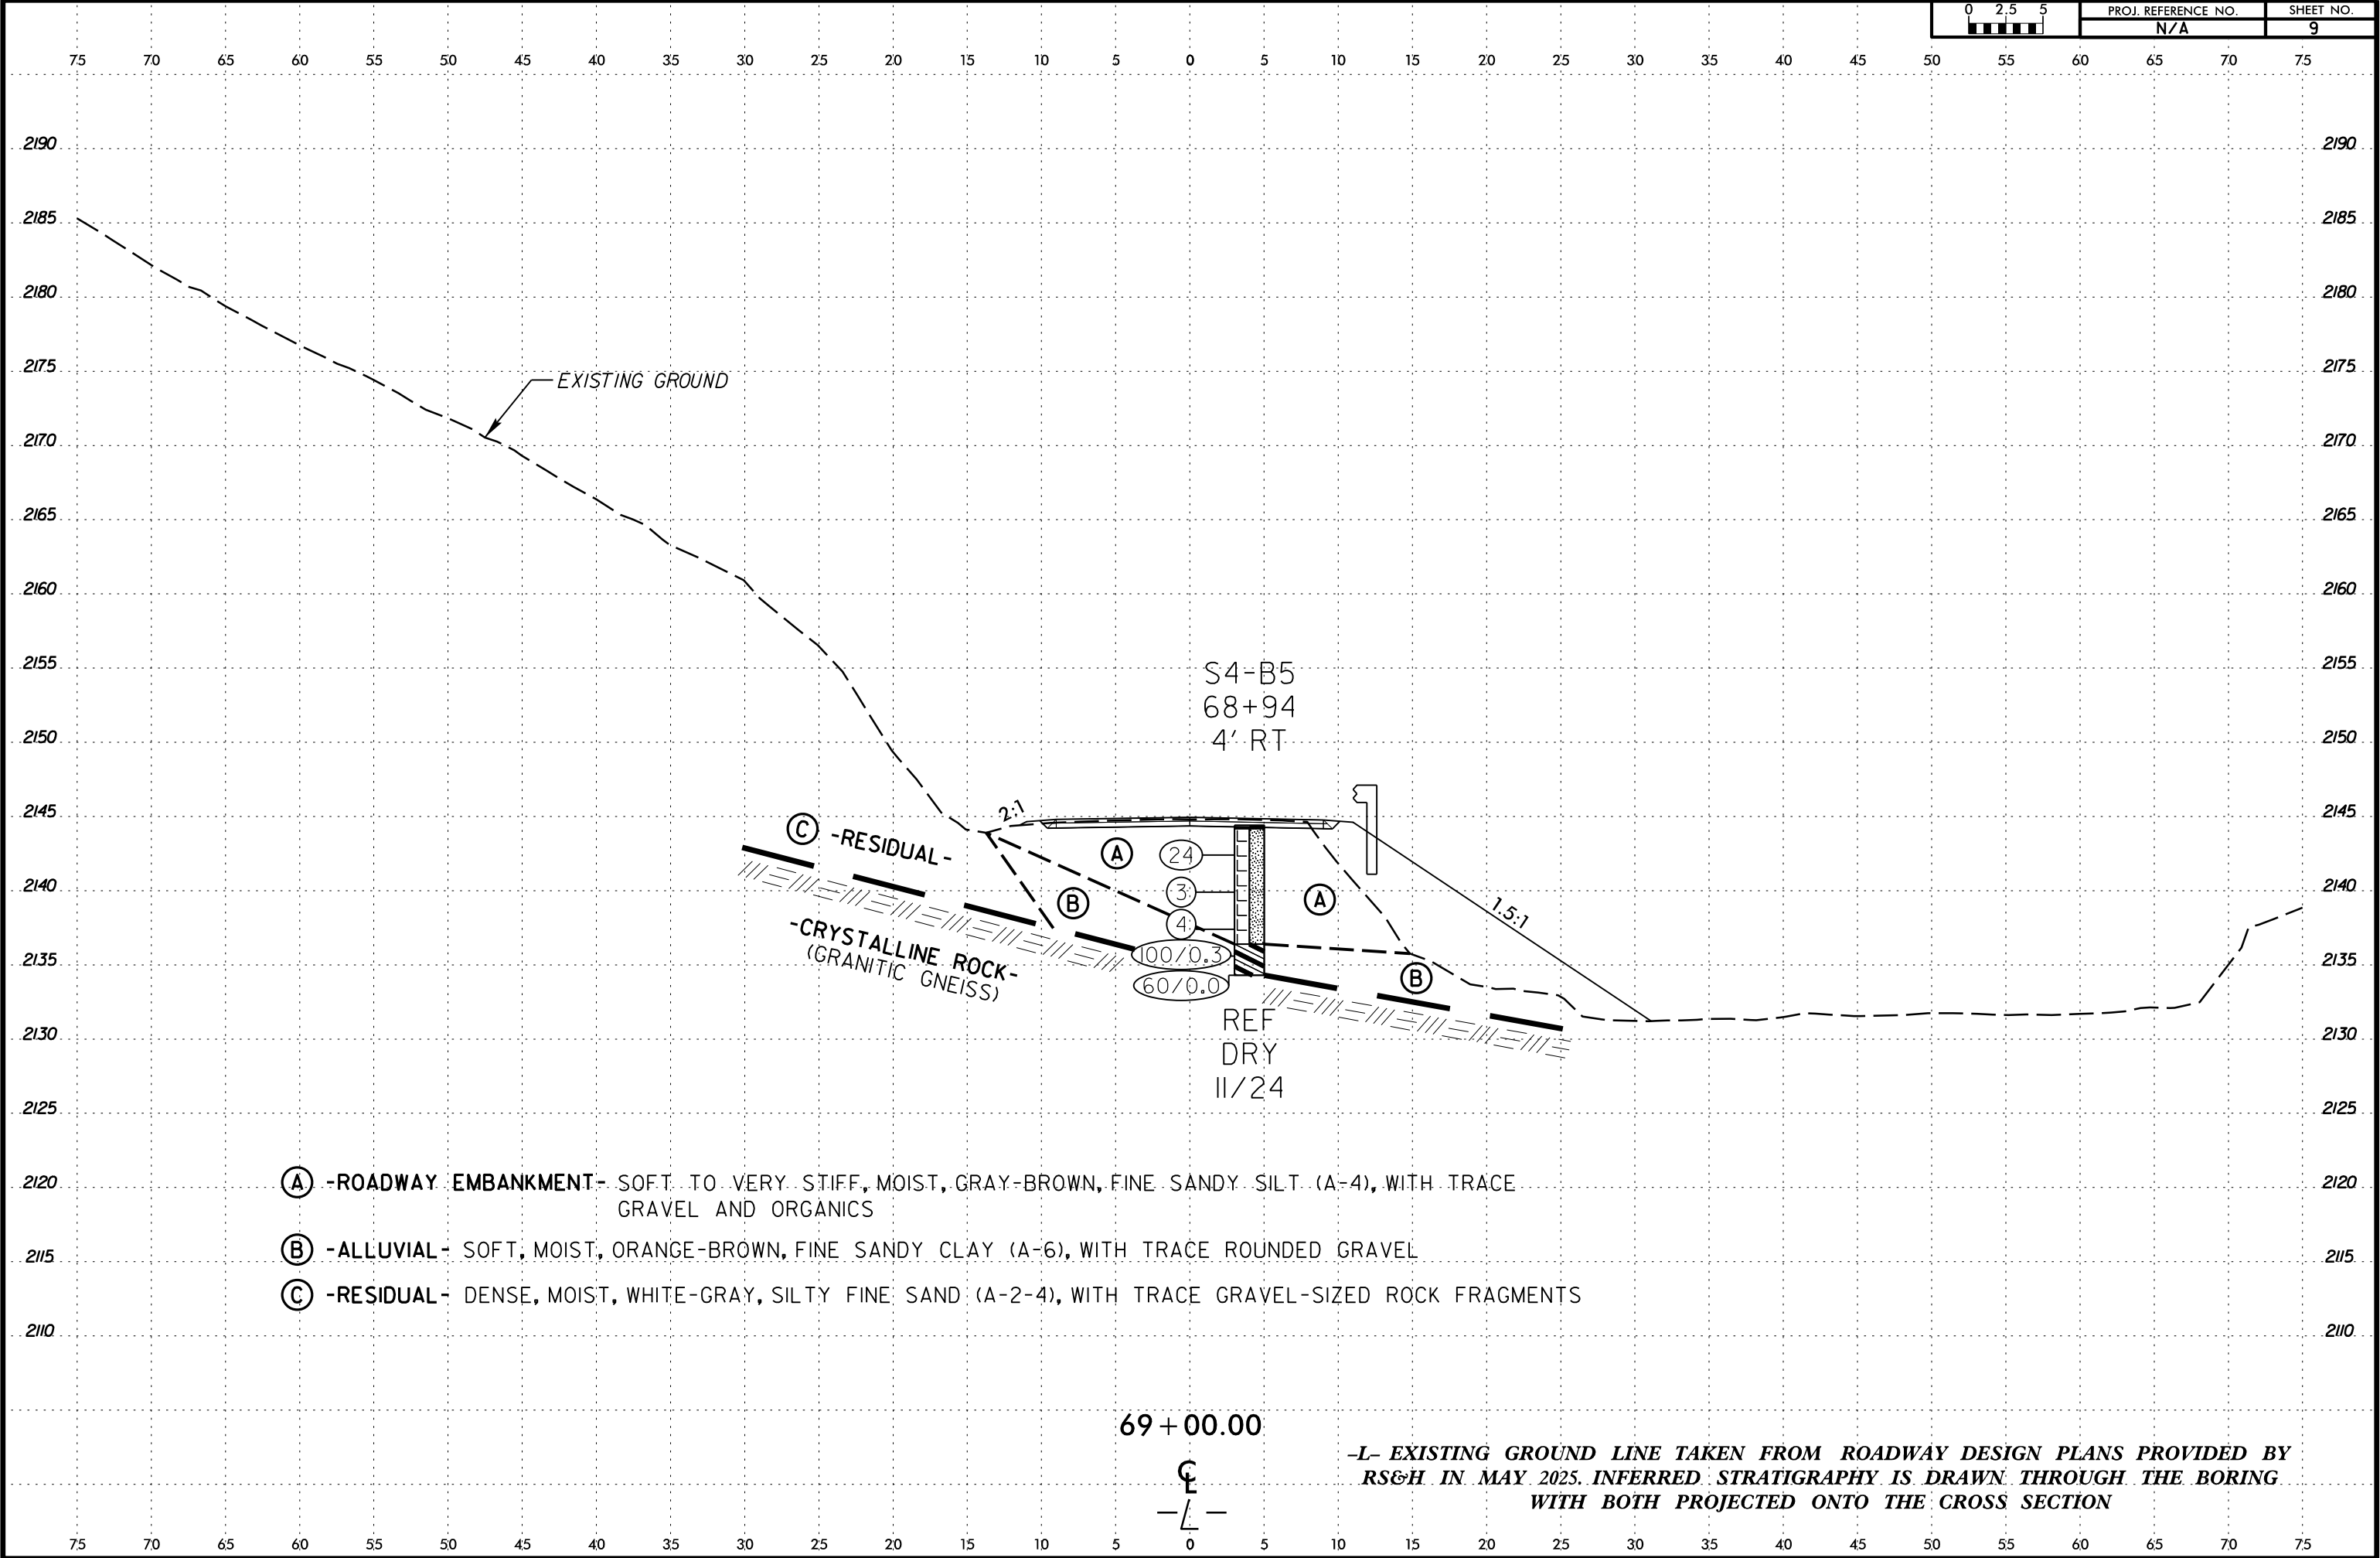 0 2.5 5
PROJ. REFERENCE NO. SHEET NO.
N/A 9
75 70 65 60 55 50 45 40 35 30 25 20 15 10 5 0 5 10 15 20 25 30 35 40 45 50 55 60 65 70 75
2190 2190
2185 2185
2180 2180
2175 2175
EXISTING GROUND
2170 2170
2165 2165
2160 2160
2155 2155
S4-B5
68+94
2150 2150
4' RT
2145 2145
2:1
C -RESIDUAL-
A 24
2140 2140
B 3 A
1.5:1
4
-CRYSTALLINE ROCK-
(GRANITIC GNEISS)
100/0.3
2135 2135
60/0.0 B
REF
2130 2130
DRY
11/24
2125 2125
2120 2120
A -ROADWAY EMBANKMENT- SOFT TO VERY STIFF, MOIST, GRAY-BROWN, FINE SANDY SILT (A-4), WITH TRACE
GRAVEL AND ORGANICS
B -ALLUVIAL- SOFT, MOIST, ORANGE-BROWN, FINE SANDY CLAY (A-6), WITH TRACE ROUNDED GRAVEL
2115 2115
C -RESIDUAL- DENSE, MOIST, WHITE-GRAY, SILTY FINE SAND (A-2-4), WITH TRACE GRAVEL-SIZED ROCK FRAGMENTS
2110 2110
69+00.00
℄
-L-
-L- EXISTING GROUND LINE TAKEN FROM ROADWAY DESIGN PLANS PROVIDED BY
RS&H IN MAY 2025. INFERRED STRATIGRAPHY IS DRAWN THROUGH THE BORING
WITH BOTH PROJECTED ONTO THE CROSS SECTION
75 70 65 60 55 50 45 40 35 30 25 20 15 10 5 0 5 10 15 20 25 30 35 40 45 50 55 60 65 70 75